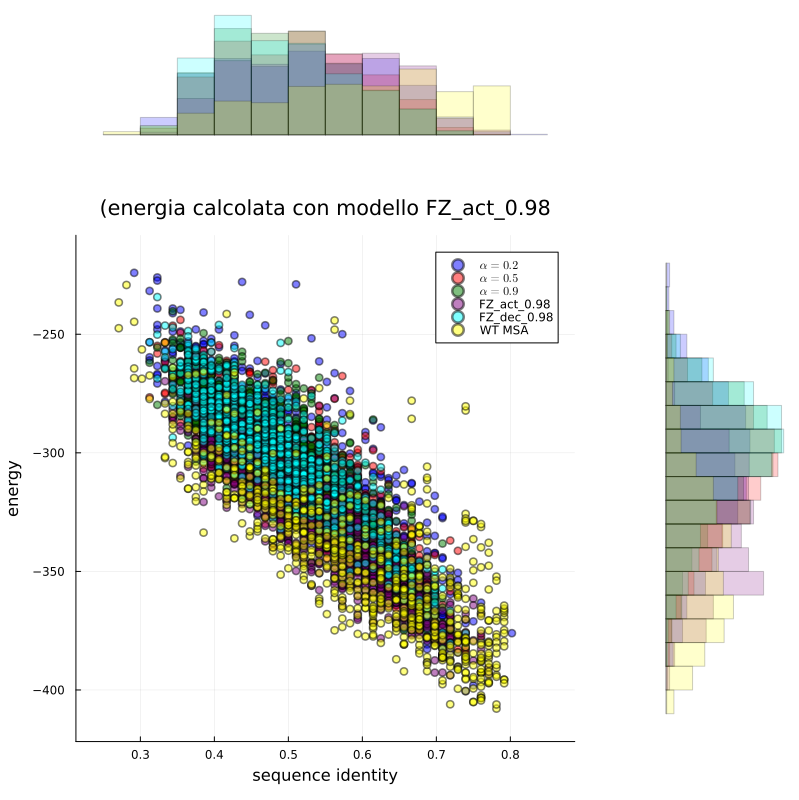 (energia calcolata con modello FZ_act_0.98
α = 0.2
α = 0.5
α = 0.9
FZ_act_0.98
FZ_dec_0.98
WT MSA
−250
−300
−350
−400
energy
0.3 0.4 0.5 0.6 0.7 0.8
sequence identity